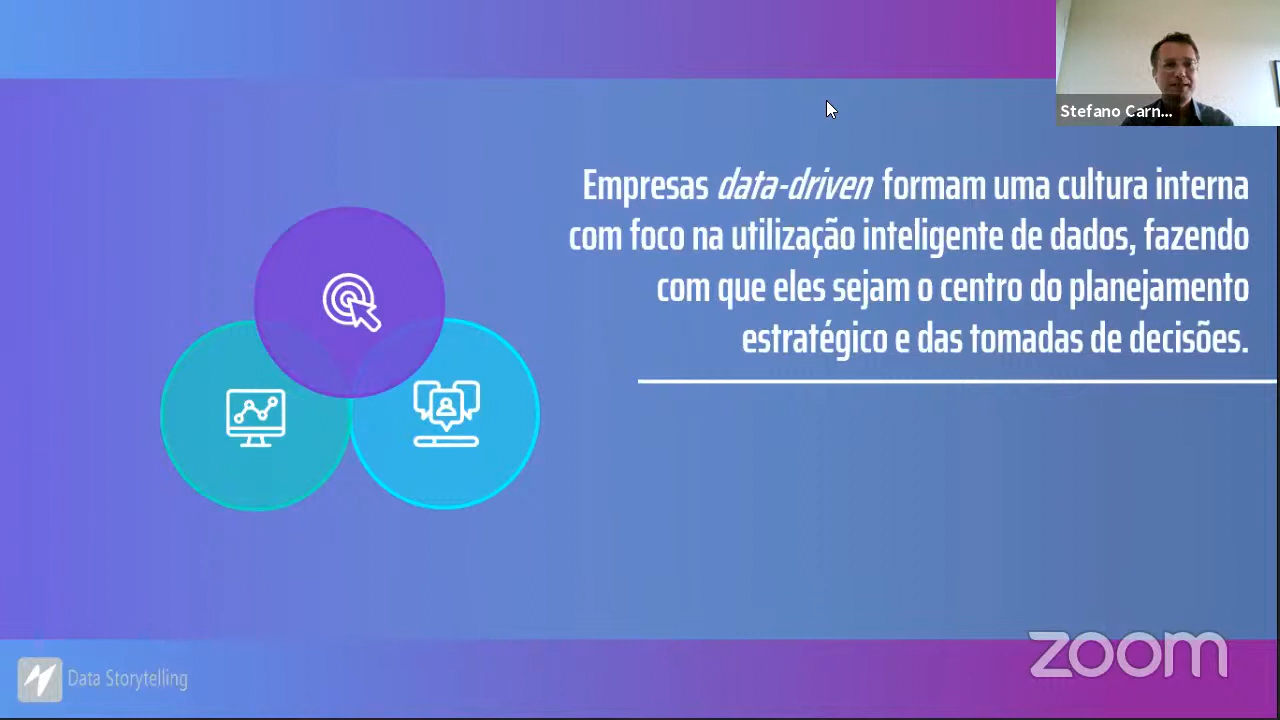 Stefano Carn...
Empresas data-driven formam uma cultura interna
com foco na utilização inteligente de dados, fazendo
com que eles sejam o centro do planejamento
estratégico e das tomadas de decisões.
Data Storytelling
zoom